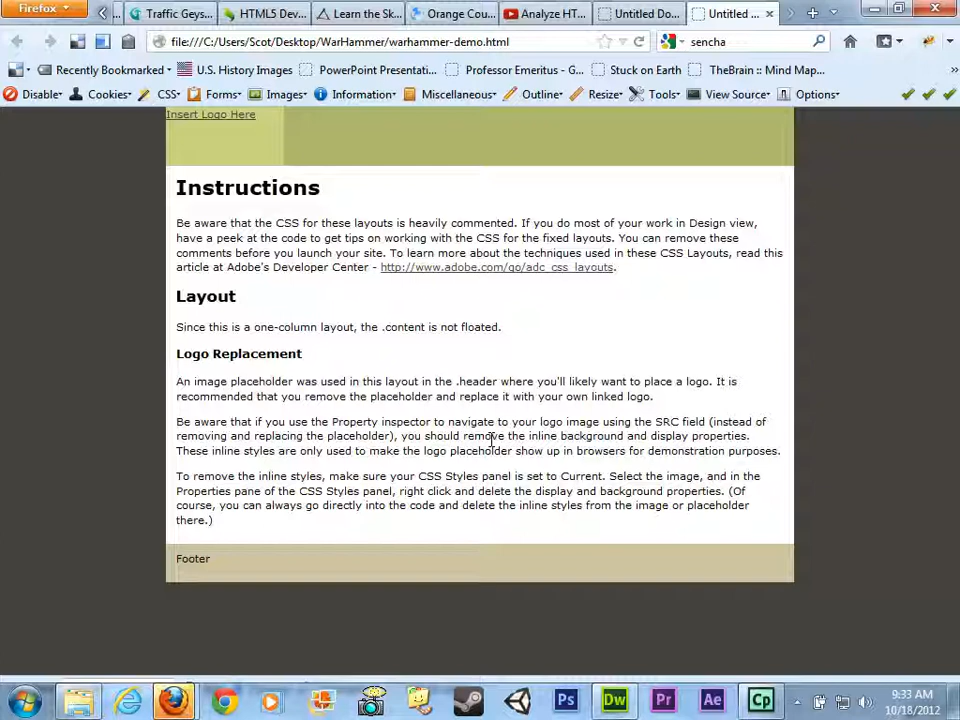 Firefox
Traffic Geys...
HTML5 Dev...
Learn the Sk...
Orange Cou...
Analyze HT...
Untitled Do...
Untitled ...
file:///C:/Users/Scot/Desktop/WarHammer/warhammer-demo.html
sencha
Recently Bookmarked
U.S. History Images
PowerPoint Presentati...
Professor Emeritus - G...
Stuck on Earth
TheBrain :: Mind Map...
Disable
Cookies
CSS
Forms
Images
Information
Miscellaneous
Outline
Resize
Tools
View Source
Options
Insert Logo Here
Instructions
Be aware that the CSS for these layouts is heavily commented. If you do most of your work in Design view,
have a peek at the code to get tips on working with the CSS for the fixed layouts. You can remove these
comments before you launch your site. To learn more about the techniques used in these CSS Layouts, read this
article at Adobe's Developer Center - http://www.adobe.com/go/adc_css_layouts.
Layout
Since this is a one-column layout, the .content is not floated.
Logo Replacement
An image placeholder was used in this layout in the .header where you'll likely want to place a logo. It is
recommended that you remove the placeholder and replace it with your own linked logo.
Be aware that if you use the Property inspector to navigate to your logo image using the SRC field (instead of
removing and replacing the placeholder), you should remove the inline background and display properties.
These inline styles are only used to make the logo placeholder show up in browsers for demonstration purposes.
To remove the inline styles, make sure your CSS Styles panel is set to Current. Select the image, and in the
Properties pane of the CSS Styles panel, right click and delete the display and background properties. (Of
course, you can always go directly into the code and delete the inline styles from the image or placeholder
there.)
Footer
Ps
Dw
Pr
Ae
Cp
9:33 AM
10/18/2012